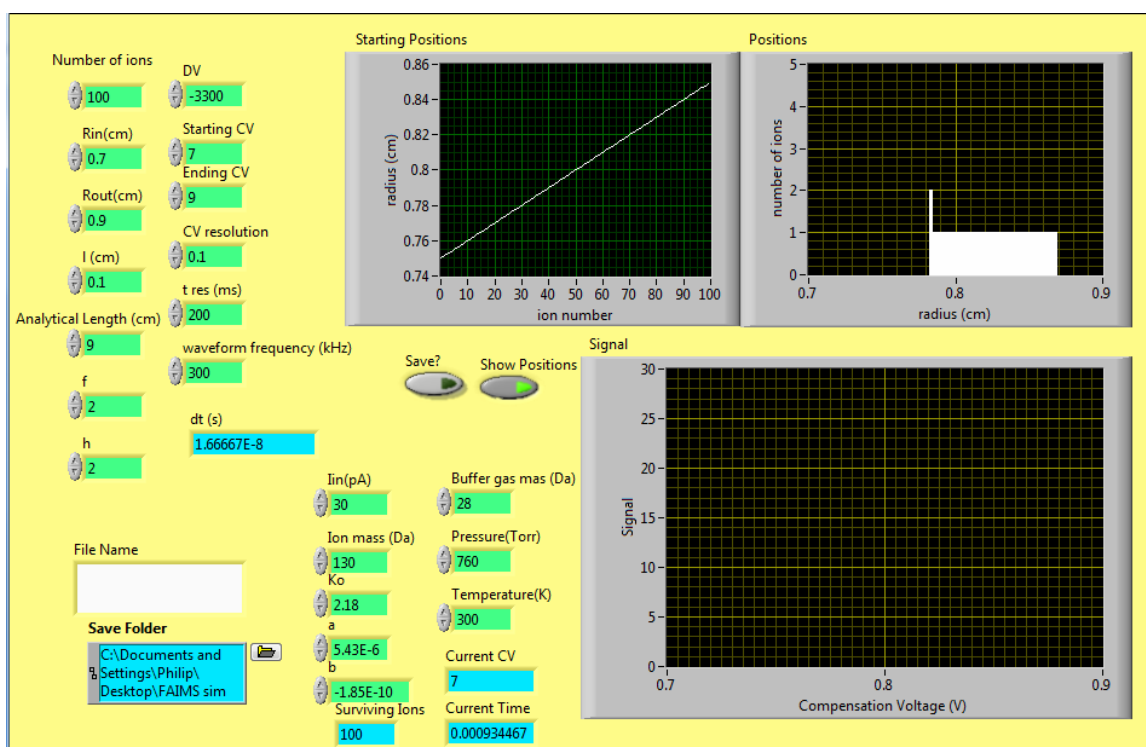 Number of ions
100
DV
-3300
Rin(cm)
0.7
Starting CV
7
Rout(cm)
0.9
Ending CV
9
l (cm)
0.1
CV resolution
0.1
Analytical Length (cm)
9
t res (ms)
200
f
2
waveform frequency (kHz)
300
h
2
dt (s)
1.66667E-8
Starting Positions
radius (cm)
0.86
0.84
0.82
0.8
0.78
0.76
0.74
0 10 20 30 40 50 60 70 80 90 100
ion number
Positions
number of ions
5
4
3
2
1
0
0.7 0.8 0.9
radius (cm)
Save?
Show Positions
Signal
Signal
30
25
20
15
10
5
0
0.7 0.8 0.9
Compensation Voltage (V)
Iin(pA)
30
Buffer gas mas (Da)
28
Ion mass (Da)
130
Pressure(Torr)
760
Ko
2.18
Temperature(K)
300
a
5.43E-6
b
-1.85E-10
Current CV
7
Surviving Ions
100
Current Time
0.000934467
File Name
Save Folder
C:\Documents and
Settings\Philip\
Desktop\FAIMS sim